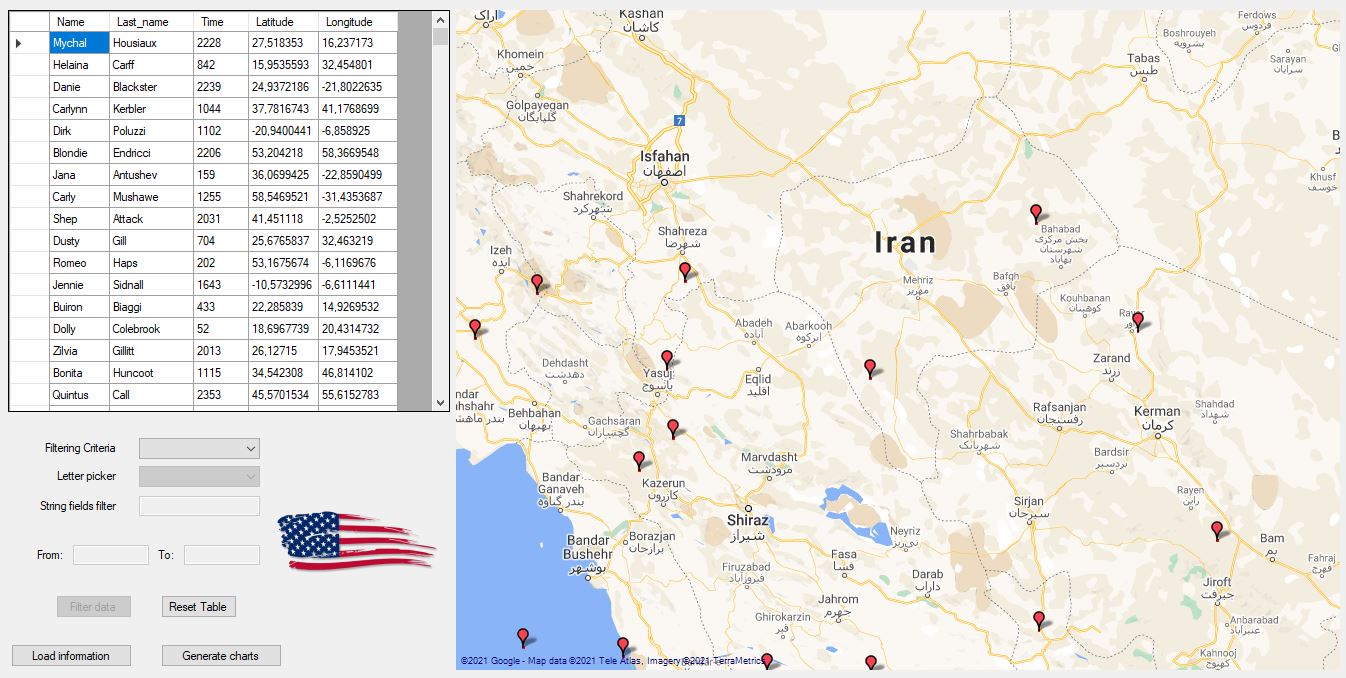 Name Last_name Time Latitude Longitude
Mychal Housiaux 2228 27,518353 16,237173
Helaina Carff 842 15,9535593 32,454801
Danie Blackster 2239 24,9372186 -21,8022635
Carlynn Kerbler 1044 37,7816743 41,1768699
Dirk Poluzzi 1102 -20,9400441 -6,858925
Blondie Endricci 2206 53,204218 58,3669548
Jana Antushev 159 36,0699425 -22,8590499
Carly Mushawe 1255 58,5469521 -31,4353687
Shep Attack 2031 41,451118 -2,5252502
Dusty Gill 704 25,6765837 32,463219
Romeo Haps 202 53,1675674 -6,1163676
Jennie Sidnall 1643 -10,5732996 -6,6111441
Buiron Biaggi 433 22,285839 14,9269532
Dolly Colebrook 52 18,6967739 20,4314732
Zilvia Gillitt 2013 26,12715 17,9453521
Bonita Huncoot 1115 34,542308 46,814102
Quintus Call 2353 45,5701534 55,6152783
Filtering Criteria
Letter picker
String fields filter
From:
To:
Filter data
Reset Table
Load information
Generate charts
اراک
Kashan
کاشان
Ferdows
فردوس
Boshrouyeh
بشرویه
Khomein
خمین
Tabas
طبس
Sarayan
سرایان
Golpayegan
گلپایگان
7
Isfahan
اصفهان
Khusf
خوسف
Shahrekord
شهرکرد
Shahreza
شهرضا
Iran
Bahabad
بخش مرکزی
شهرستان
بهاباد
Izeh
ایذه
Mehriz
مهریز
Bafq
بافق
Kouhbanan
کوهبنان
Abadeh
آباده
Abarkooh
ابرکوه
Dehdasht
دهدشت
Yasuj
یاسوج
Eqlid
اقلید
Zarand
زرند
Behbahan
بهبهان
Gachsaran
گچساران
Rafsanjan
رفسنجان
Kerman
کرمان
Shahdad
شهداد
Shahrbabak
شهربابک
Bardsir
بردسیر
Marvdasht
مرودشت
Bandar
Ganaveh
بندر گناوه
Kazerun
کازرون
Rayen
راین
Sirjan
سیرجان
Shiraz
شیراز
Neyriz
نی‌ریز
Bandar
Bushehr
بوشهر
Borazjan
برازجان
Bam
بم
Fasa
فسا
Fahraj
فهرج
Firuzabad
فیروزآباد
Darab
داراب
Jiroft
جیرفت
Jahrom
جهرم
Ghirokarzin
قیر
Anbarabad
عنبرآباد
Kahnooj
کهنوج
©2021 Google - Map data ©2021 Tele Atlas, Imagery ©2021 TerraMetrics